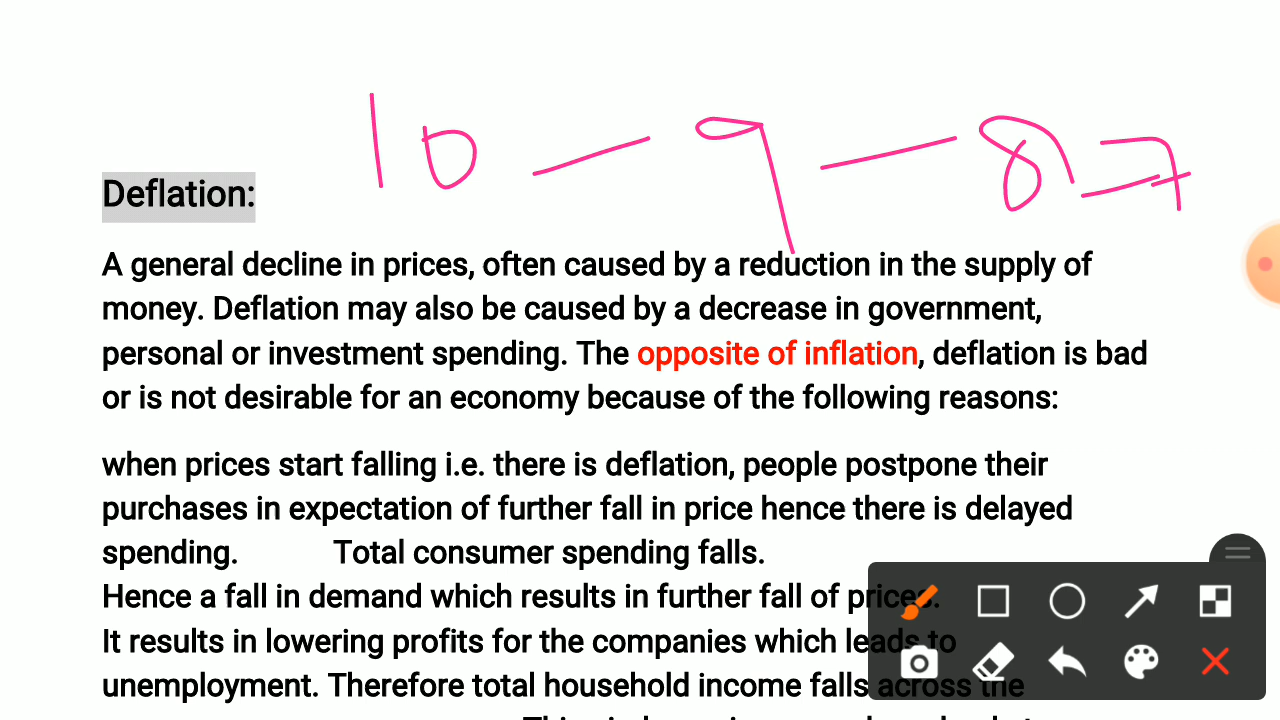 10 – 9 – 8 – 7
Deflation:
A general decline in prices, often caused by a reduction in the supply of
money. Deflation may also be caused by a decrease in government,
personal or investment spending. The opposite of inflation, deflation is bad
or is not desirable for an economy because of the following reasons:
when prices start falling i.e. there is deflation, people postpone their
purchases in expectation of further fall in price hence there is delayed
spending. Total consumer spending falls.
Hence a fall in demand which results in further fall of prices.
It results in lowering profits for the companies which leads to
unemployment. Therefore total household income falls across the